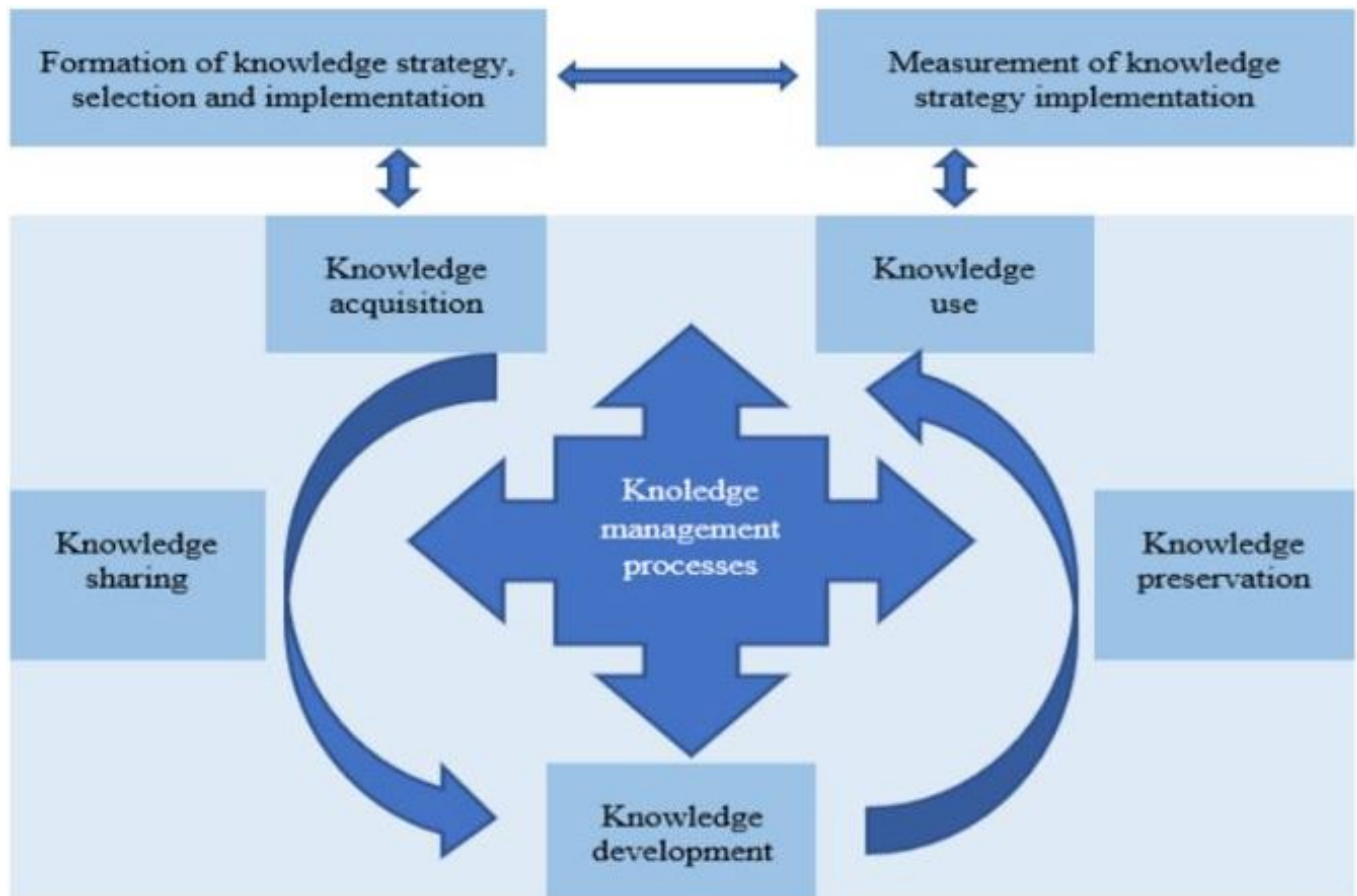 Formation of knowledge strategy,
selection and implementation
Measurement of knowledge
strategy implementation
Knowledge
acquisition
Knowledge
use
Knowledge
sharing
Knoledge
management
processes
Knowledge
preservation
Knowledge
development